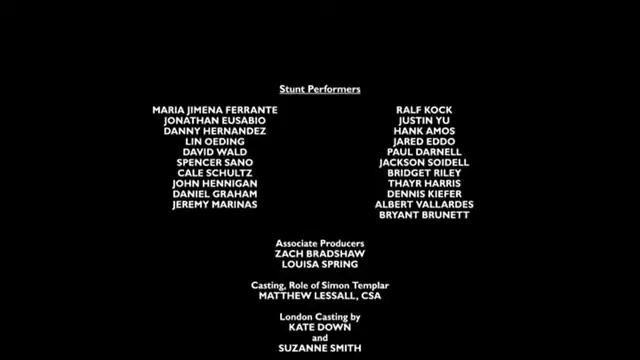 Stunt Performers
MARIA JIMENA FERRANTE
JONATHAN EUSABIO
DANNY HERNANDEZ
LIN OEDING
DAVID WALD
SPENCER SANO
CALE SCHULTZ
JOHN HENNIGAN
DANIEL GRAHAM
JEREMY MARINAS
RALF KOCK
JUSTIN YU
HANK AMOS
JARED EDDO
PAUL DARNELL
JACKSON SOIDELL
BRIDGET RILEY
THAYR HARRIS
DENNIS KIEFER
ALBERT VALLARDES
BRYANT BRUNETT
Associate Producers
ZACH BRADSHAW
LOUISA SPRING
Casting, Role of Simon Templar
MATTHEW LESSALL, CSA
London Casting by
KATE DOWN
and
SUZANNE SMITH